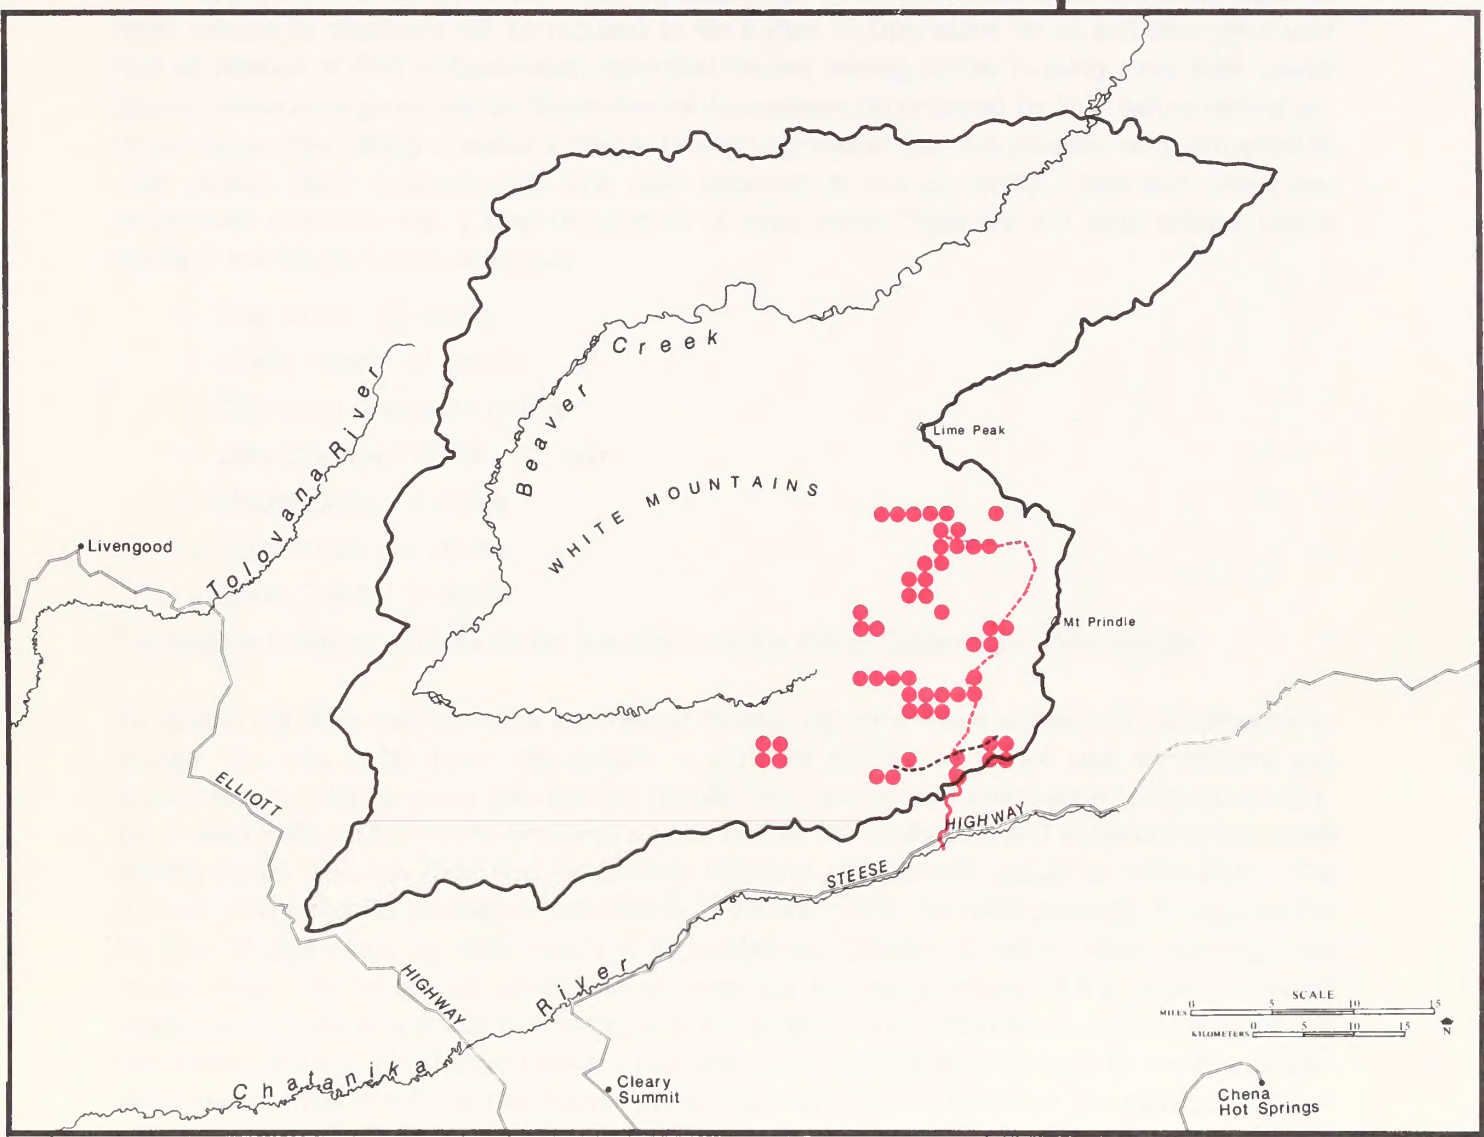 Creek
Beaver
Lime Peak
WHITE MOUNTAINS
Tolovana River
Livengood
Mt Prindle
ELLIOTT
HIGHWAY
STEESE
HIGHWAY
Chatanika River
Cleary
Summit
Chena
Hot Springs
SCALE
0 5 10 15
MILES
KILOMETERS
0 5 10 15
N